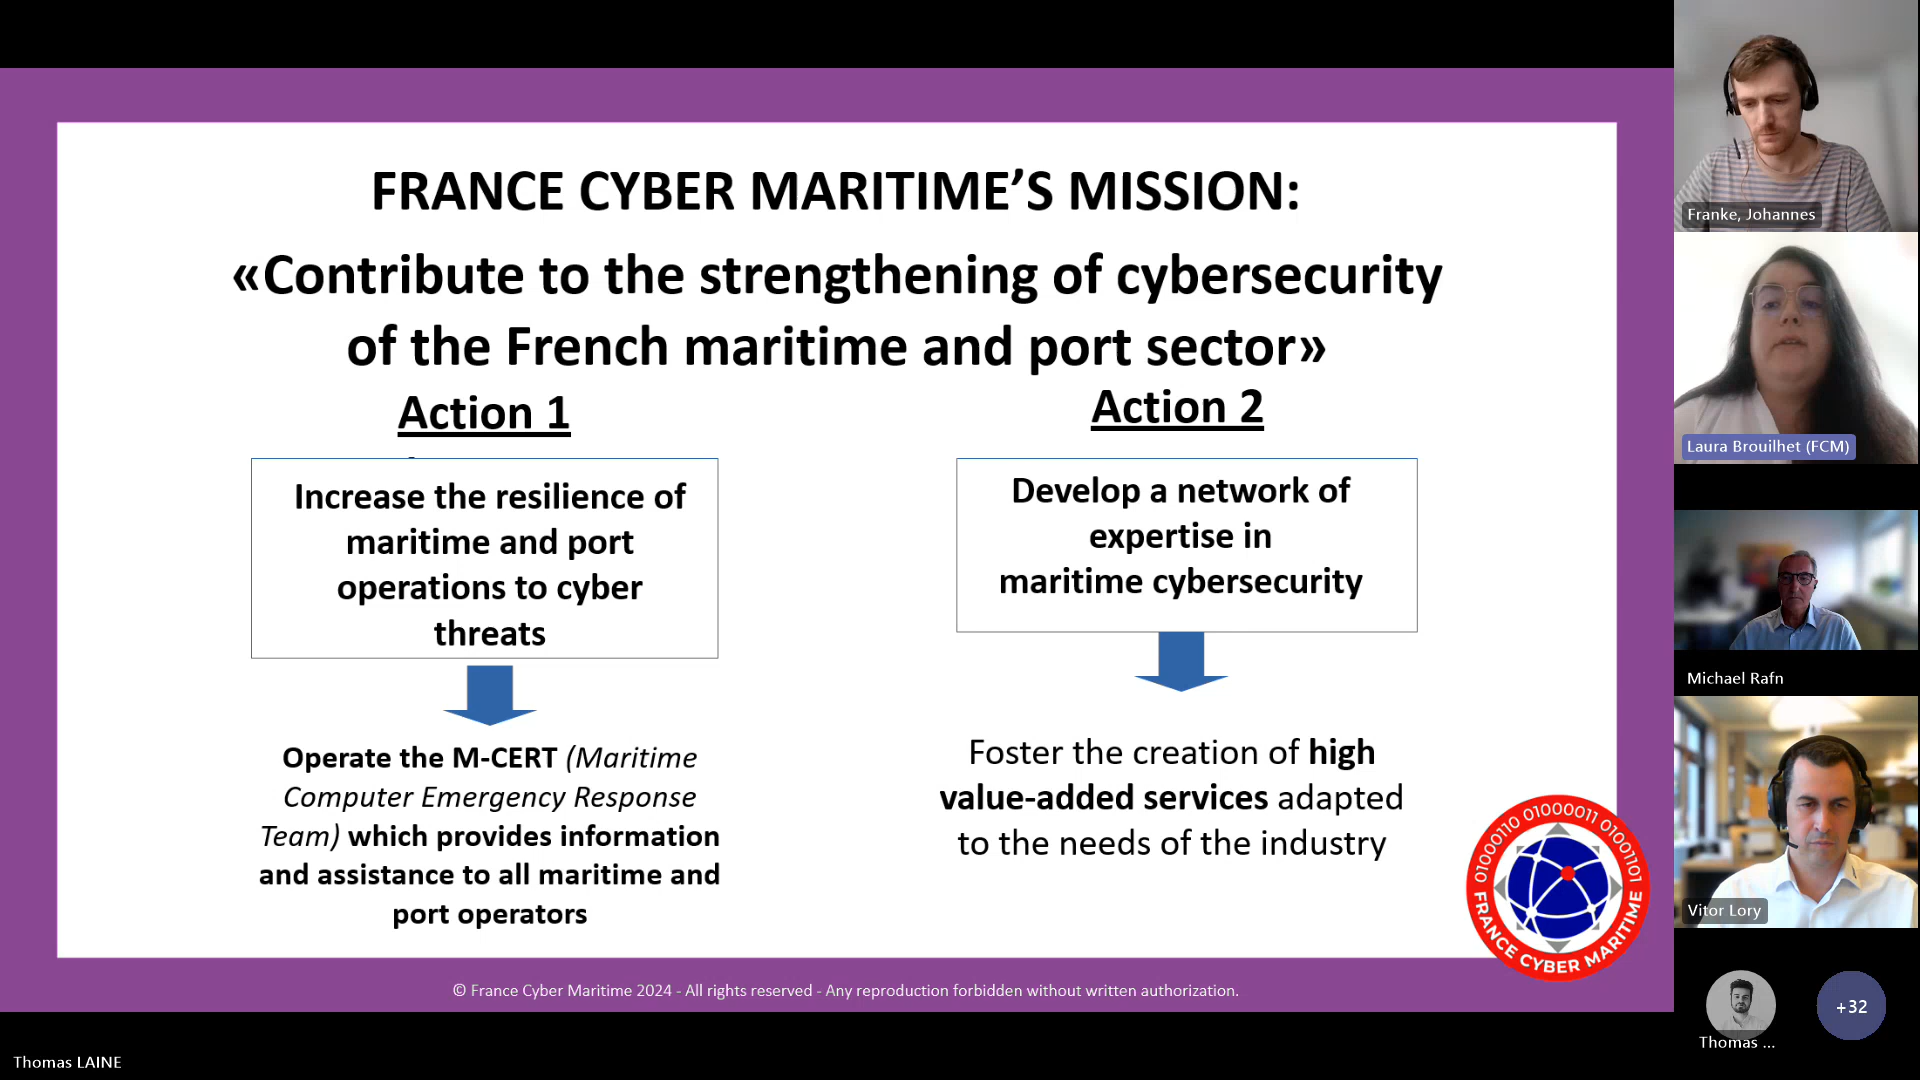 FRANCE CYBER MARITIME’S MISSION:
«Contribute to the strengthening of cybersecurity
of the French maritime and port sector»
Action 1
Increase the resilience of
maritime and port
operations to cyber
threats
Operate the M-CERT (Maritime
Computer Emergency Response
Team) which provides information
and assistance to all maritime and
port operators
Action 2
Develop a network of
expertise in
maritime cybersecurity
Foster the creation of high
value-added services adapted
to the needs of the industry
01000110 01000011 01001101
FRANCE CYBER MARITIME
© France Cyber Maritime 2024 - All rights reserved - Any reproduction forbidden without written authorization.
Thomas LAINE
Franke, Johannes
Laura Brouilhet (FCM)
Michael Rafn
Vitor Lory
Thomas ...
+32